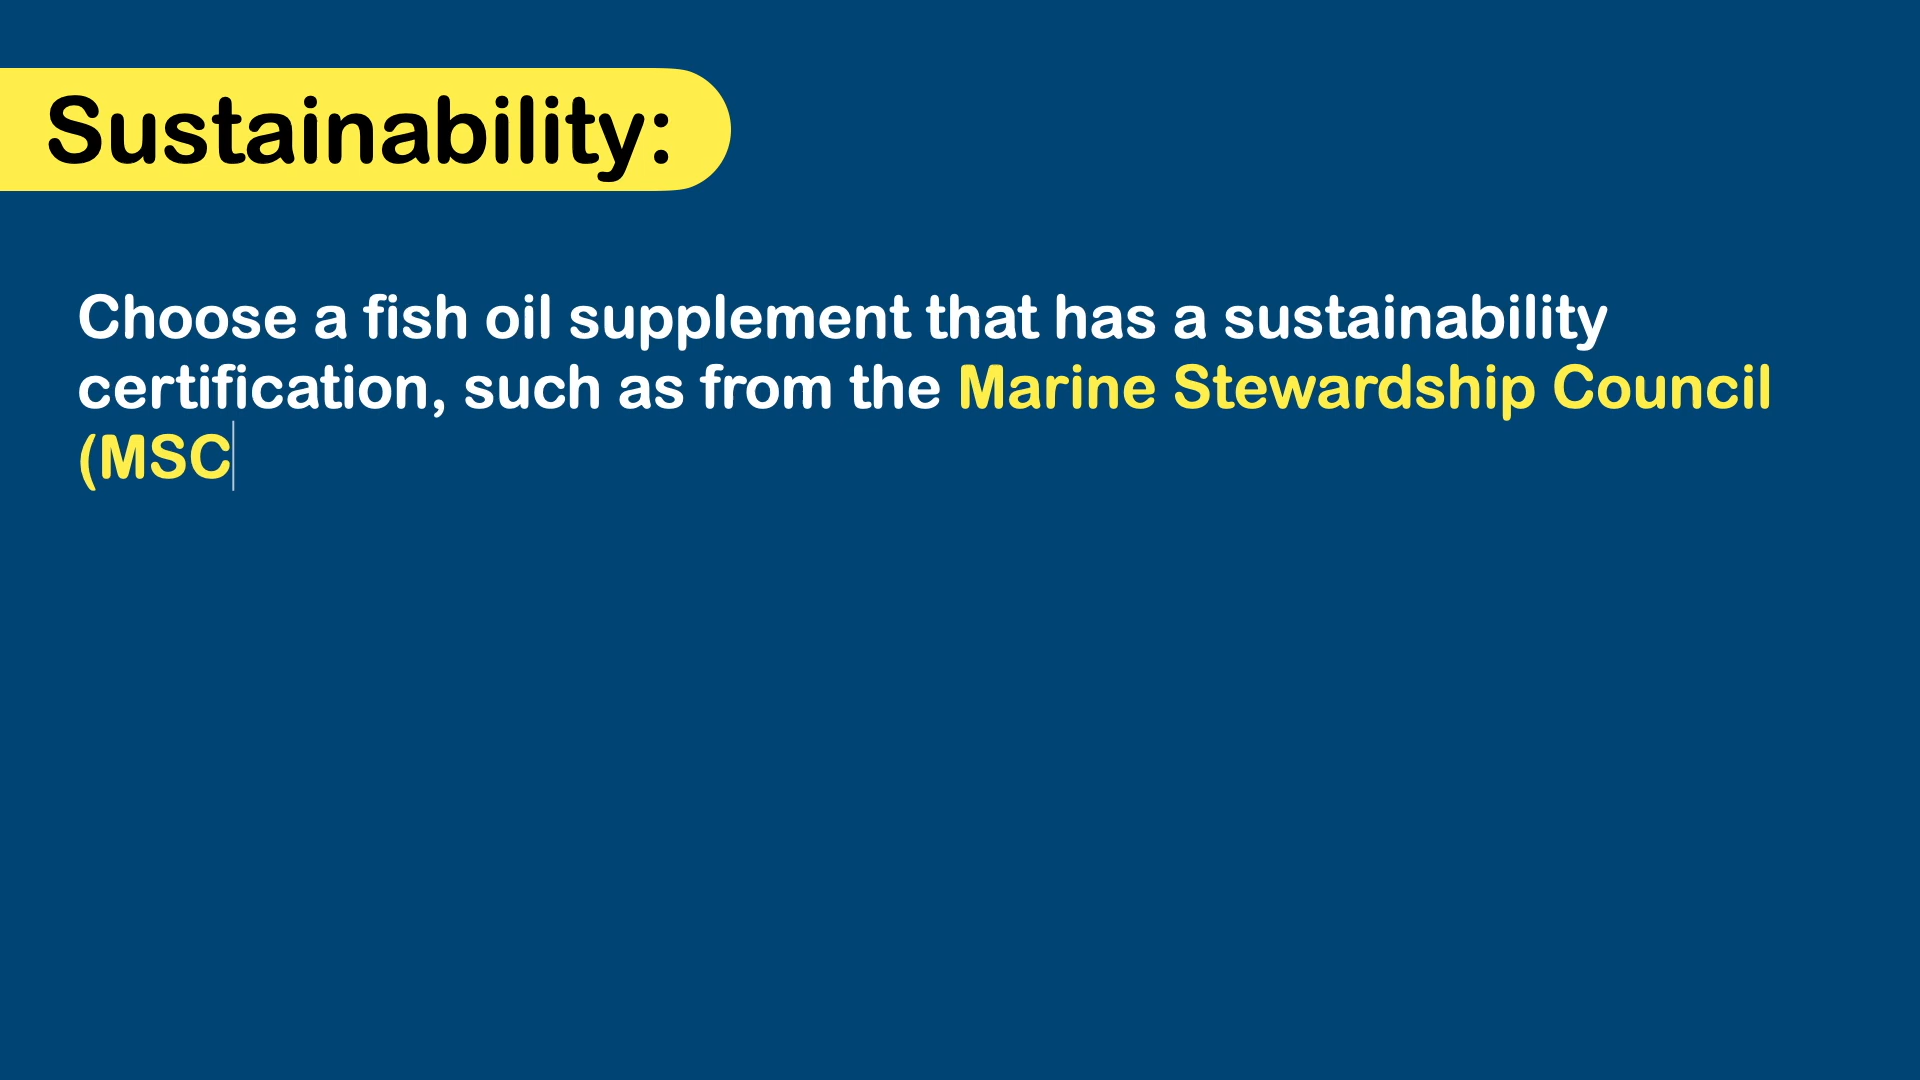 Sustainability:
Choose a fish oil supplement that has a sustainability
certification, such as from the Marine Stewardship Council
(MSC